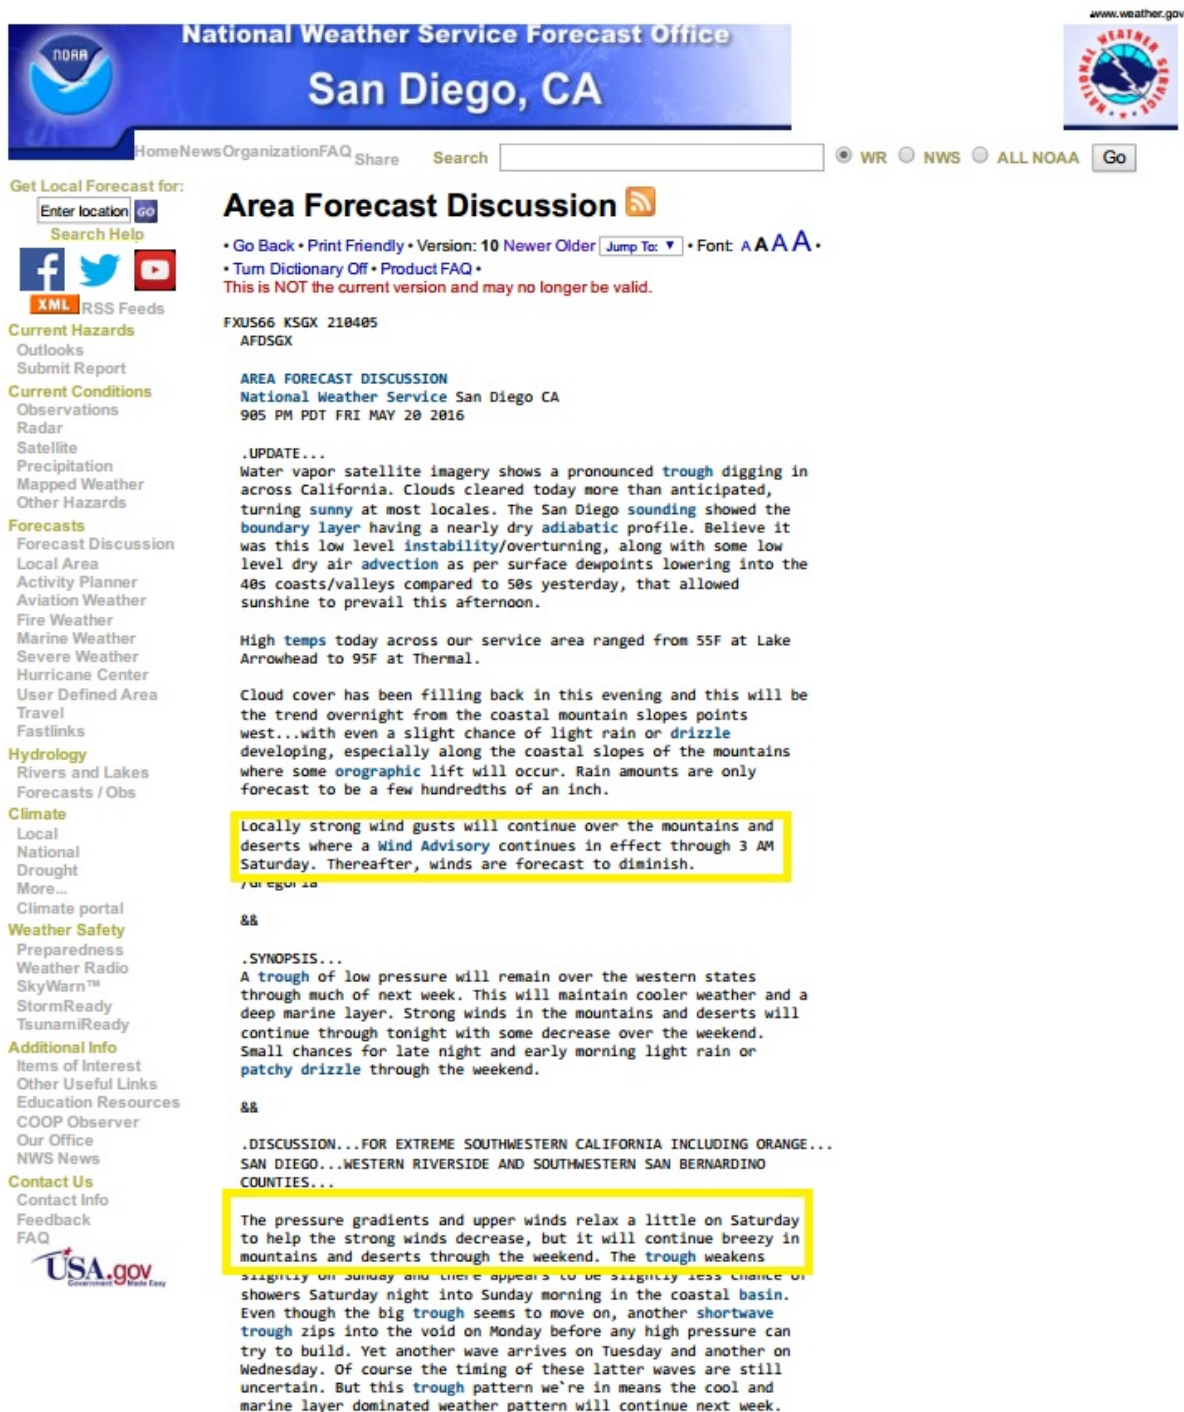 www.weather.gov
National Weather Service Forecast Office
San Diego, CA
NOAA
NATIONAL WEATHER SERVICE
HomeNewsOrganizationFAQ Share Search WR NWS ALL NOAA Go
Get Local Forecast for:
Enter location GO
Search Help
XML RSS Feeds
Current Hazards
Outlooks
Submit Report
Current Conditions
Observations
Radar
Satellite
Precipitation
Mapped Weather
Other Hazards
Forecasts
Forecast Discussion
Local Area
Activity Planner
Aviation Weather
Fire Weather
Marine Weather
Severe Weather
Hurricane Center
User Defined Area
Travel
Fastlinks
Hydrology
Rivers and Lakes
Forecasts / Obs
Climate
Local
National
Drought
More...
Climate portal
Weather Safety
Preparedness
Weather Radio
SkyWarn™
StormReady
TsunamiReady
Additional Info
Items of Interest
Other Useful Links
Education Resources
COOP Observer
Our Office
NWS News
Contact Us
Contact Info
Feedback
FAQ
USA.gov
Government Made Easy
Area Forecast Discussion
• Go Back • Print Friendly • Version: 10 Newer Older Jump To: ▼ • Font: A A A A •
• Turn Dictionary Off • Product FAQ •
This is NOT the current version and may no longer be valid.
FXUS66 KSGX 210405
AFDSGX
AREA FORECAST DISCUSSION
National Weather Service San Diego CA
905 PM PDT FRI MAY 20 2016
.UPDATE...
Water vapor satellite imagery shows a pronounced trough digging in
across California. Clouds cleared today more than anticipated,
turning sunny at most locales. The San Diego sounding showed the
boundary layer having a nearly dry adiabatic profile. Believe it
was this low level instability/overturning, along with some low
level dry air advection as per surface dewpoints lowering into the
40s coasts/valleys compared to 50s yesterday, that allowed
sunshine to prevail this afternoon.
High temps today across our service area ranged from 55F at Lake
Arrowhead to 95F at Thermal.
Cloud cover has been filling back in this evening and this will be
the trend overnight from the coastal mountain slopes points
west...with even a slight chance of light rain or drizzle
developing, especially along the coastal slopes of the mountains
where some orographic lift will occur. Rain amounts are only
forecast to be a few hundredths of an inch.
Locally strong wind gusts will continue over the mountains and
deserts where a Wind Advisory continues in effect through 3 AM
Saturday. Thereafter, winds are forecast to diminish.
/Gregoria
&&
.SYNOPSIS...
A trough of low pressure will remain over the western states
through much of next week. This will maintain cooler weather and a
deep marine layer. Strong winds in the mountains and deserts will
continue through tonight with some decrease over the weekend.
Small chances for late night and early morning light rain or
patchy drizzle through the weekend.
&&
.DISCUSSION...FOR EXTREME SOUTHWESTERN CALIFORNIA INCLUDING ORANGE...
SAN DIEGO...WESTERN RIVERSIDE AND SOUTHWESTERN SAN BERNARDINO
COUNTIES...
The pressure gradients and upper winds relax a little on Saturday
to help the strong winds decrease, but it will continue breezy in
mountains and deserts through the weekend. The trough weakens
slightly on Sunday and there appears to be slightly less chance of
showers Saturday night into Sunday morning in the coastal basin.
Even though the big trough seems to move on, another shortwave
trough zips into the void on Monday before any high pressure can
try to build. Yet another wave arrives on Tuesday and another on
Wednesday. Of course the timing of these latter waves are still
uncertain. But this trough pattern we`re in means the cool and
marine layer dominated weather pattern will continue next week.